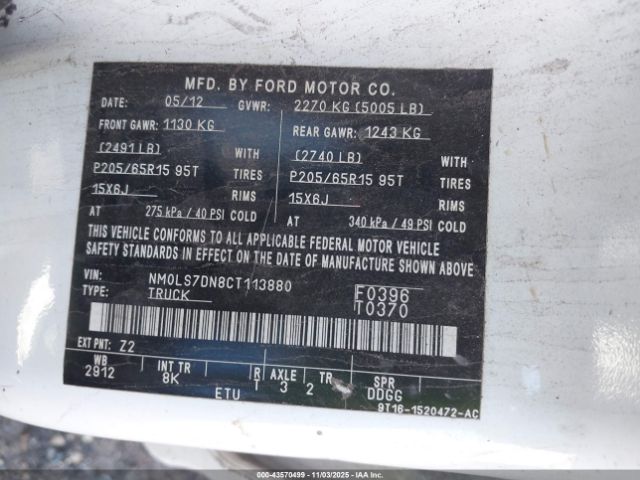 MFD. BY FORD MOTOR CO.
DATE: 05/12 GVWR: 2270 KG (5005 LB)
FRONT GAWR: 1130 KG REAR GAWR: 1243 KG
(2491 LB) WITH (2740 LB) WITH
P205/65R15 95T TIRES P205/65R15 95T TIRES
15X6J RIMS 15X6J RIMS
AT 275 kPa / 40 PSI COLD AT 340 kPa / 49 PSI COLD
THIS VEHICLE CONFORMS TO ALL APPLICABLE FEDERAL MOTOR VEHICLE
SAFETY STANDARDS IN EFFECT ON THE DATE OF MANUFACTURE SHOWN ABOVE
VIN: NM0LS7DN8CT113880 F0396
TYPE: TRUCK T0370
EXT PNT: Z2
WB INT TR R AXLE TR SPR
2912 8K T 3 2 DDGG
ETU 9T16-1520472-AC
000-43570499 - 11/03/2025 - IAAI.com